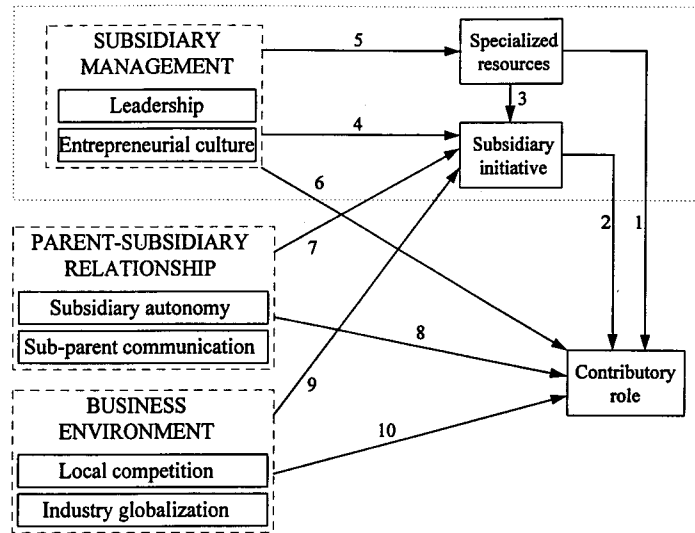 SUBSIDIARY
MANAGEMENT
Leadership
Entrepreneurial culture
5
Specialized
resources
3
4
Subsidiary
initiative
6
2
1
7
PARENT-SUBSIDIARY
RELATIONSHIP
Subsidiary autonomy
Sub-parent communication
8
Contributory
role
9
BUSINESS
ENVIRONMENT
10
Local competition
Industry globalization